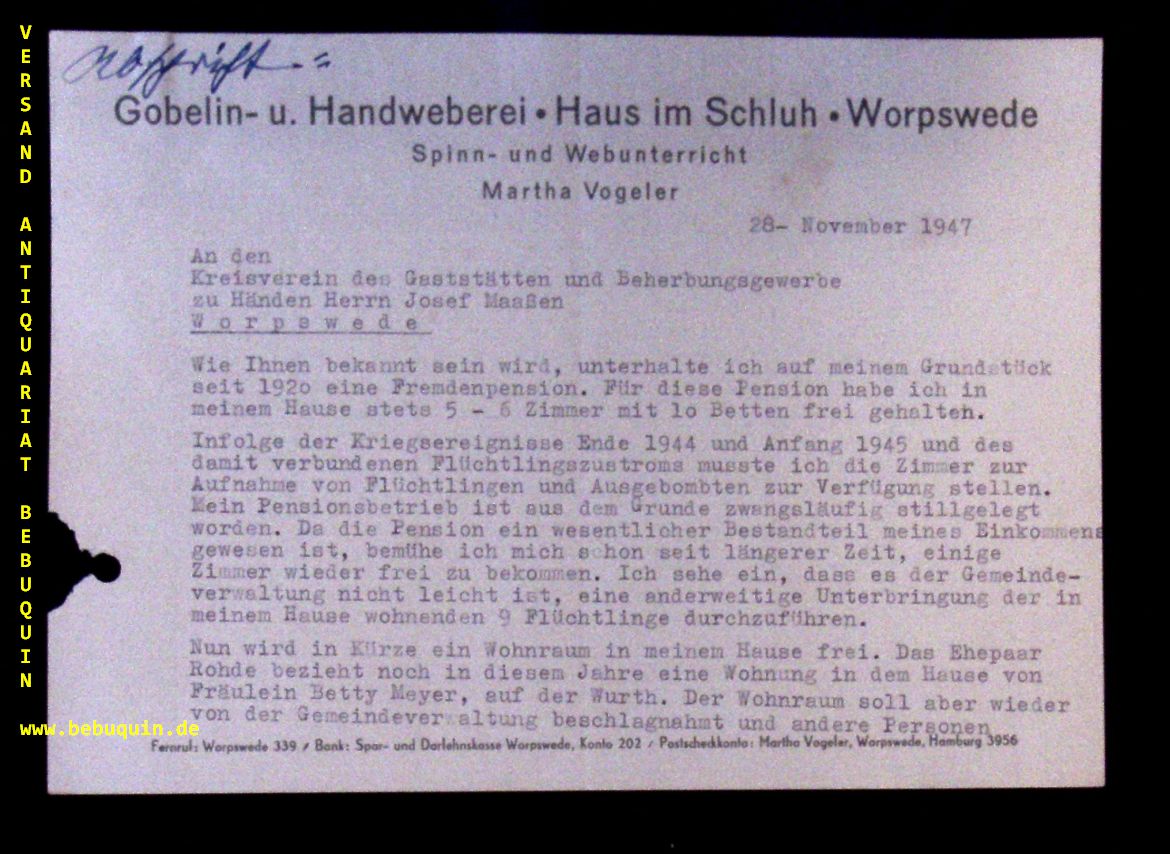 VERSAND ANTIQUARIAT BEBUQUIN
Abschrift.=
Gobelin- u. Handweberei • Haus im Schluh • Worpswede
Spinn- und Webunterricht
Martha Vogeler
28- November 1947
An den
Kreisverein des Gaststätten und Beherbungsgewerbe
zu Händen Herrn Josef Maaßen
W o r p s w e d e
Wie Ihnen bekannt sein wird, unterhalte ich auf meinem Grundstück
seit 192o eine Fremdenpension. Für diese Pension habe ich in
meinem Hause stets 5 - 6 Zimmer mit 1o Betten frei gehalten.
Infolge der Kriegsereignisse Ende 1944 und Anfang 1945 und des
damit verbundenen Flüchtlingszustroms musste ich die Zimmer zur
Aufnahme von Flüchtlingen und Ausgebombten zur Verfügung stellen.
Mein Pensionsbetrieb ist aus dem Grunde zwangsläufig stillgelegt
worden. Da die Pension ein wesentlicher Bestandteil meines Einkommens
gewesen ist, bemühe ich mich schon seit längerer Zeit, einige
Zimmer wieder frei zu bekommen. Ich sehe ein, dass es der Gemeinde-
verwaltung nicht leicht ist, eine anderweitige Unterbringung der in
meinem Hause wohnenden 9 Flüchtlinge durchzuführen.
Nun wird in Kürze ein Wohnraum in meinem Hause frei. Das Ehepaar
Rohde bezieht noch in diesem Jahre eine Wohnung in dem Hause von
Fräulein Betty Meyer, auf der Wurth. Der Wohnraum soll aber wieder
von der Gemeindeverwaltung beschlagnahmt und andere Personen
www.bebuquin.de
Fernruf: Worpswede 339 / Bank: Spar- und Darlehnskasse Worpswede, Konto 202 / Postscheckkonto: Martha Vogeler, Worpswede, Hamburg 3956